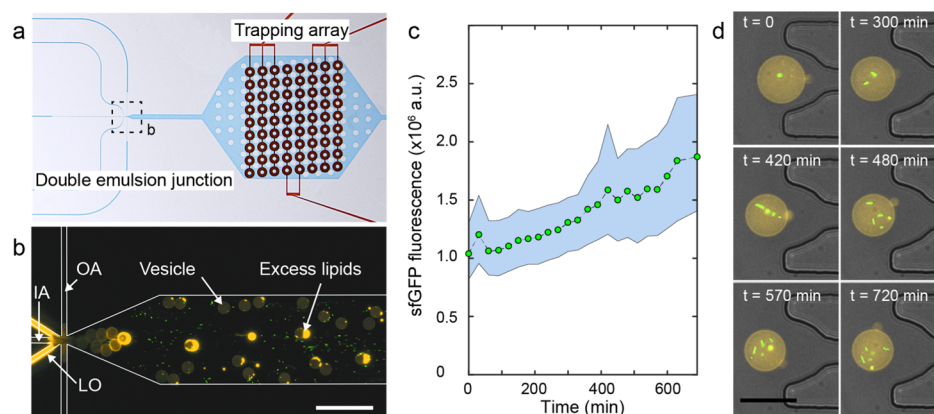 a
Trapping array
b
Double emulsion junction
b
OA
IA
Vesicle
Excess lipids
LO
c
sfGFP fluorescence (x10⁶ a.u.)
2.5
2.0
1.5
1.0
0.5
0
0
200
400
600
Time (min)
d
t = 0
t = 300 min
t = 420 min
t = 480 min
t = 570 min
t = 720 min